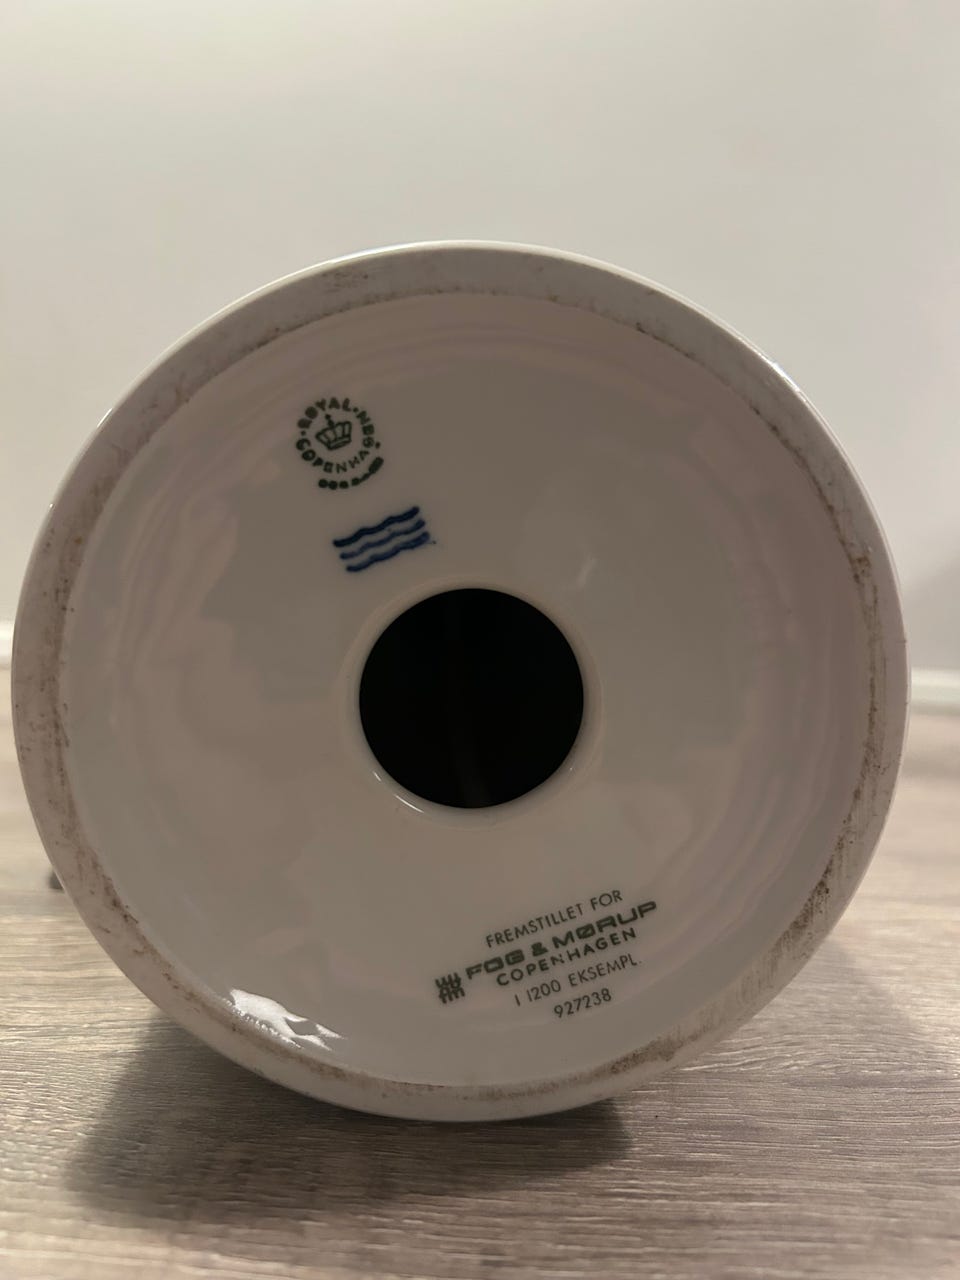 ROYAL
COPENHAGEN
FREMSTILLET FOR
FOG & MØRUP
COPENHAGEN
I 1200 EKSEMPL.
927238